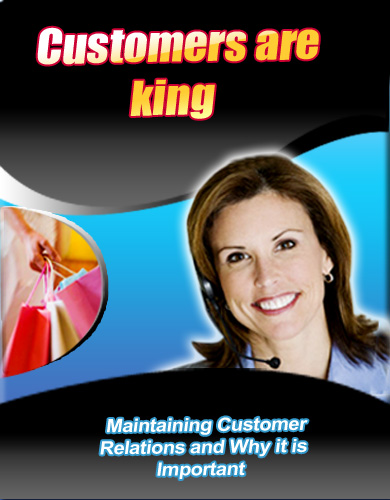 Customers are
king
Maintaining Customer
Relations and Why it is
Important